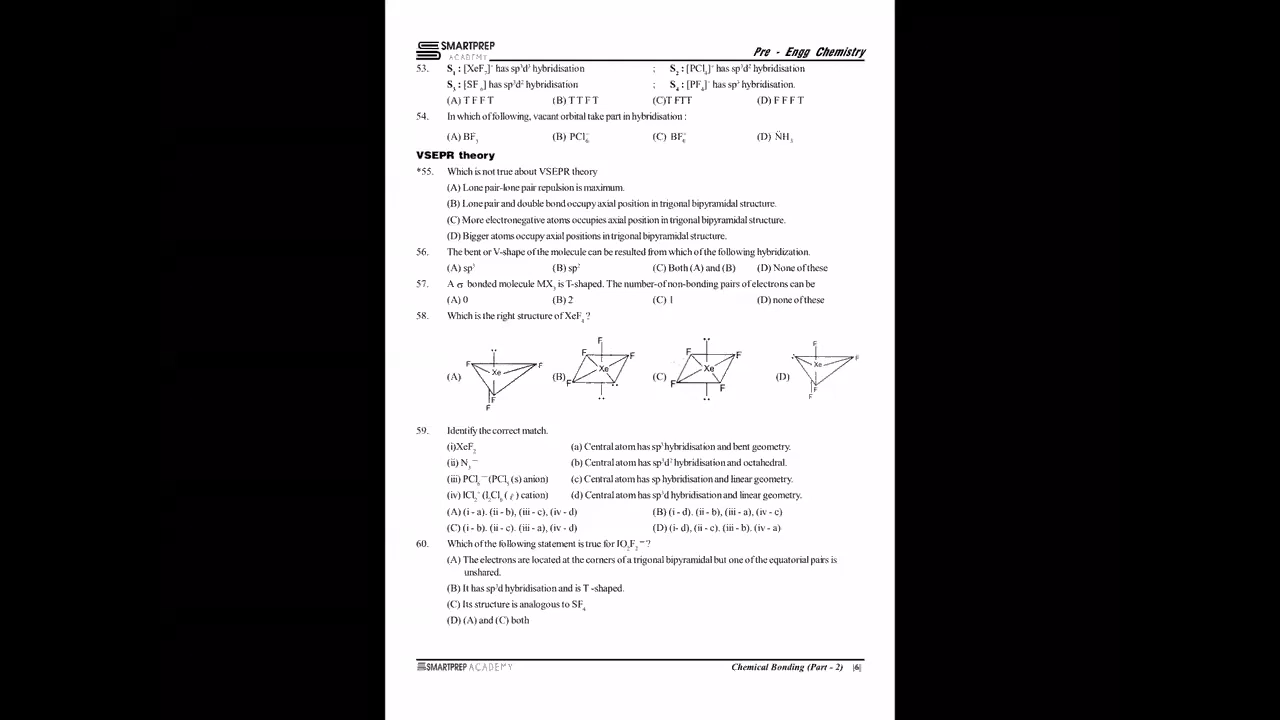 SMARTPREP
ACADEMY
Pre - Engg Chemistry
53. S₁ : [XeF₇]⁺ has sp³d³ hybridisation ; S₂ : [PCl₄]⁺ has sp³d² hybridisation
S₃ : [SF₆] has sp³d² hybridisation ; S₄ : [PF₄]⁺ has sp³ hybridisation.
(A) T F F T (B) T T F T (C)T FTT (D) F F F T
54. In which of following, vacant orbital take part in hybridisation :
(A) BF₃ (B) PCl₆⁻ (C) (D) N̈H₃
VSEPR theory
*55. Which is not true about VSEPR theory
(A) Lone pair-lone pair repulsion is maximum.
(B) Lone pair and double bond occupy axial position in trigonal bipyramidal structure.
(C) More electronegative atoms occupies axial position in trigonal bipyramidal structure.
(D) Bigger atoms occupy axial positions in trigonal bipyramidal structure.
56. The bent or V-shape of the molecule can be resulted from which of the following hybridization.
(A) sp³ (B) sp² (C) Both (A) and (B) (D) None of these
57. A σ bonded molecule MX₃ is T-shaped. The number of non-bonding pairs of electrons can be
(A) 0 (B) 2 (C) 1 (D) none of these
58. Which is the right structure of XeF₄ ?
(A) F Xe F F F (B) F F F Xe F (C) F F Xe F F (D) F F Xe F F
59. Identify the correct match.
(i)XeF₂ (a) Central atom has sp³ hybridisation and bent geometry.
(ii) N₃⁻ (b) Central atom has sp³d² hybridisation and octahedral.
(iii) PCl₆⁻ (PCl₅ (s) anion) (c) Central atom has sp hybridisation and linear geometry.
(iv) ICl₂⁺ (I₂Cl₆ (ℓ) cation) (d) Central atom has sp³d hybridisation and linear geometry.
(A) (i - a). (ii - b), (iii - c), (iv - d) (B) (i - d). (ii - b), (iii - a), (iv - c)
(C) (i - b). (ii - c). (iii - a), (iv - d) (D) (i- d), (ii - c). (iii - b). (iv - a)
60. Which of the following statement is true for IO₂F₂⁻ ?
(A) The electrons are located at the corners of a trigonal bipyramidal but one of the equatorial pairs is
unshared.
(B) It has sp³d hybridisation and is T -shaped.
(C) Its structure is analogous to SF₄
(D) (A) and (C) both
SMARTPREP ACADEMY
Chemical Bonding (Part - 2) [6]